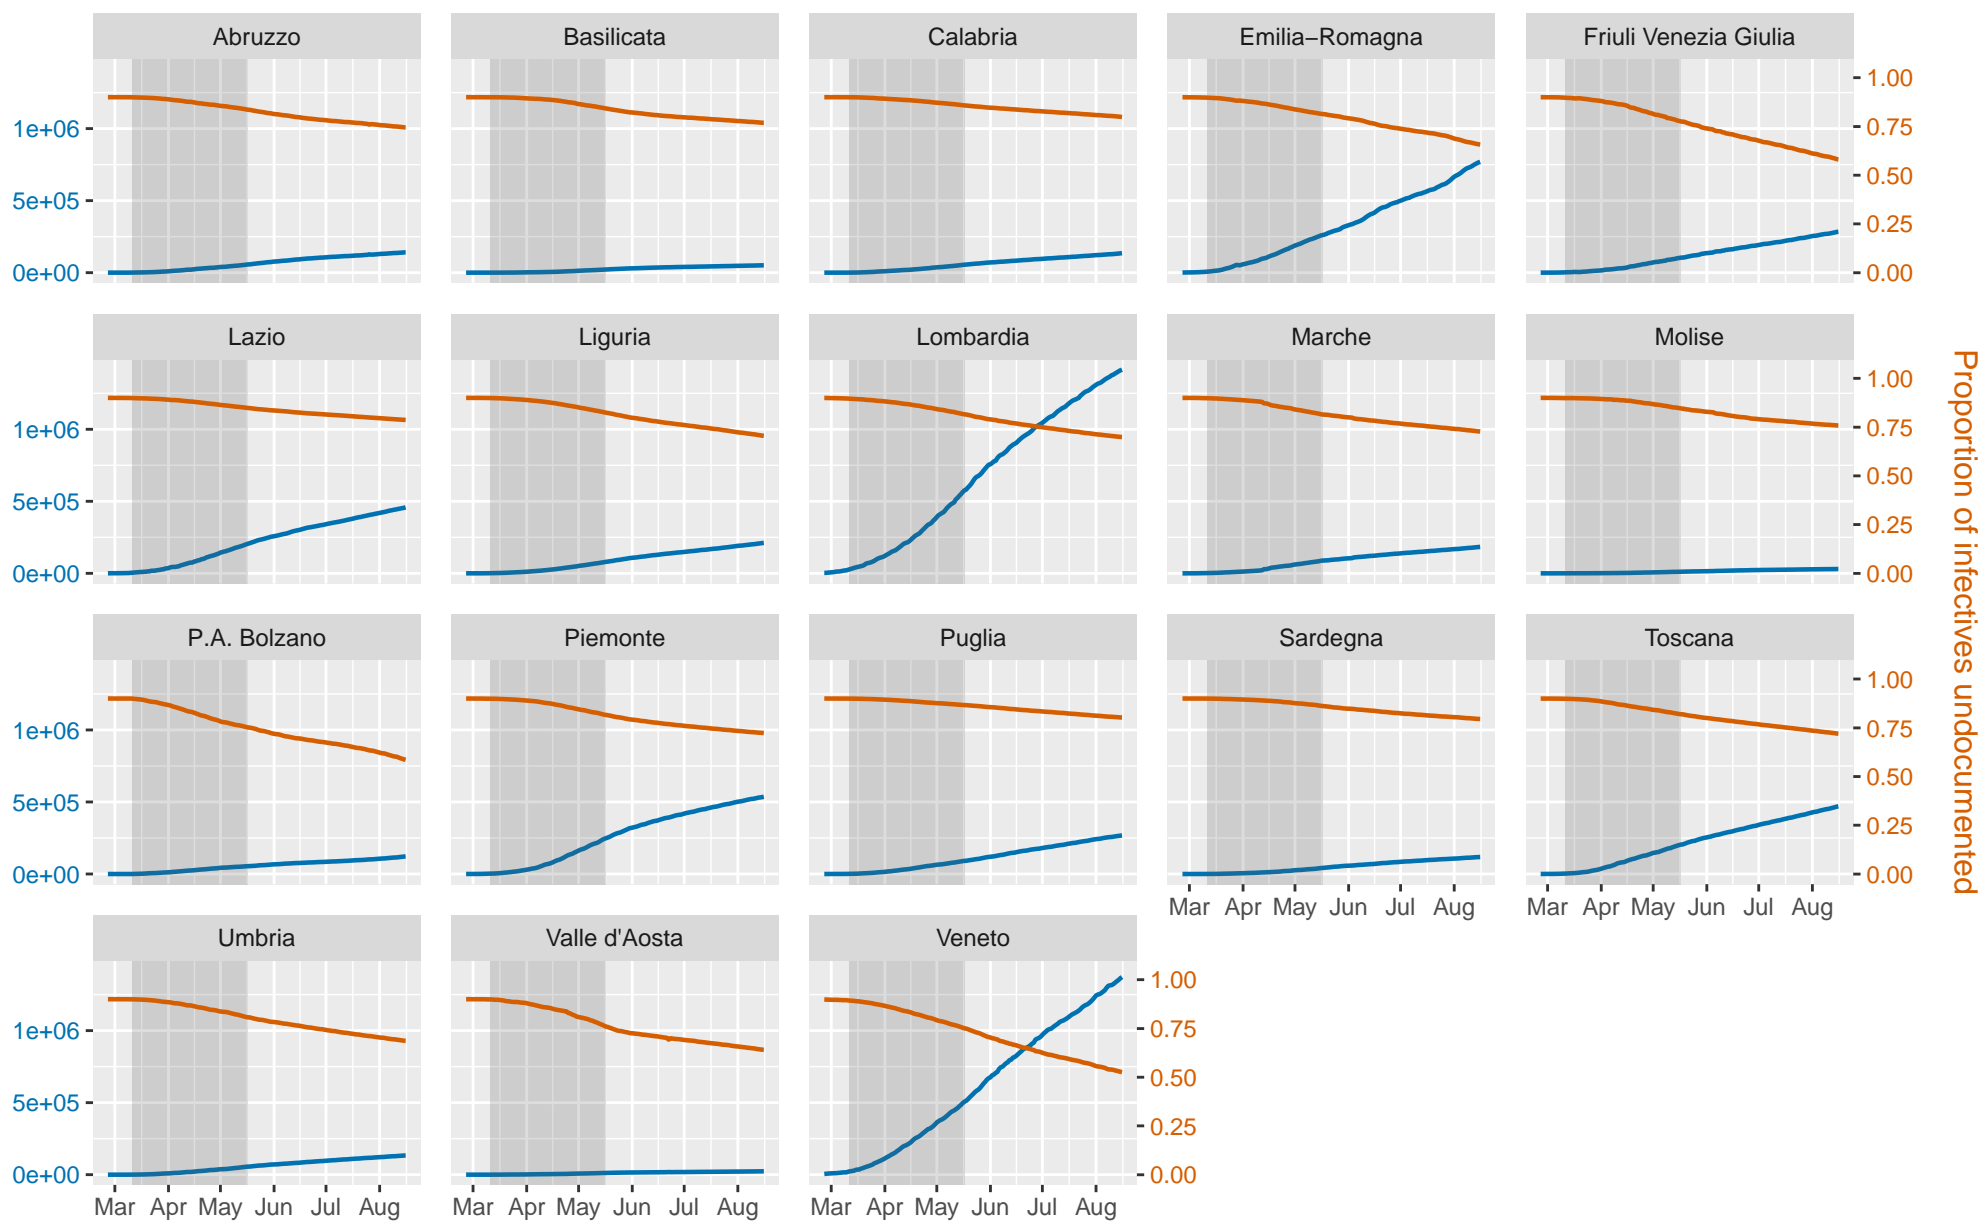 Abruzzo Basilicata Calabria Emilia−Romagna Friuli Venezia Giulia
1e+06
5e+05
0e+00
1.00
0.75
0.50
0.25
0.00
Lazio Liguria Lombardia Marche Molise
1e+06
5e+05
0e+00
1.00
0.75
0.50
0.25
0.00
Proportion of infectives undocumented
P.A. Bolzano Piemonte Puglia Sardegna Toscana
1e+06
5e+05
0e+00
1.00
0.75
0.50
0.25
0.00
Mar Apr May Jun Jul Aug Mar Apr May Jun Jul Aug
Umbria Valle d'Aosta Veneto
1e+06
5e+05
0e+00
1.00
0.75
0.50
0.25
0.00
Mar Apr May Jun Jul Aug Mar Apr May Jun Jul Aug Mar Apr May Jun Jul Aug